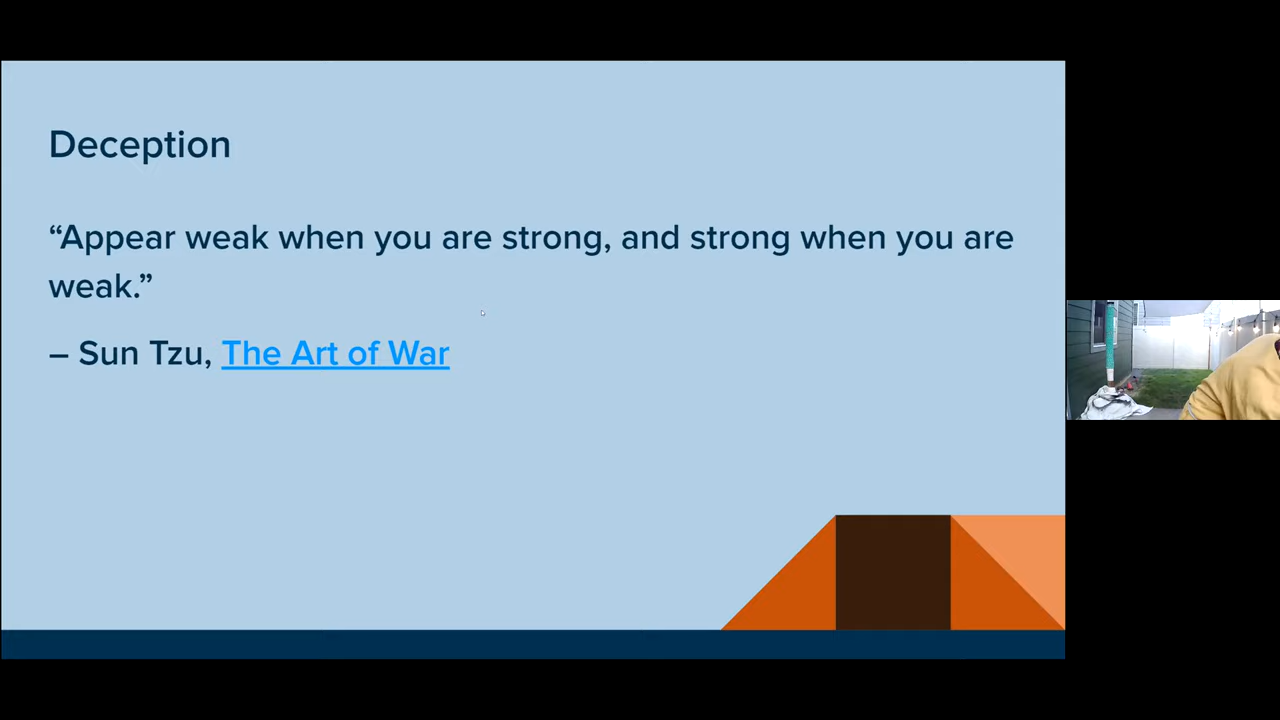 Deception
“Appear weak when you are strong, and strong when you are
weak.”
– Sun Tzu, The Art of War